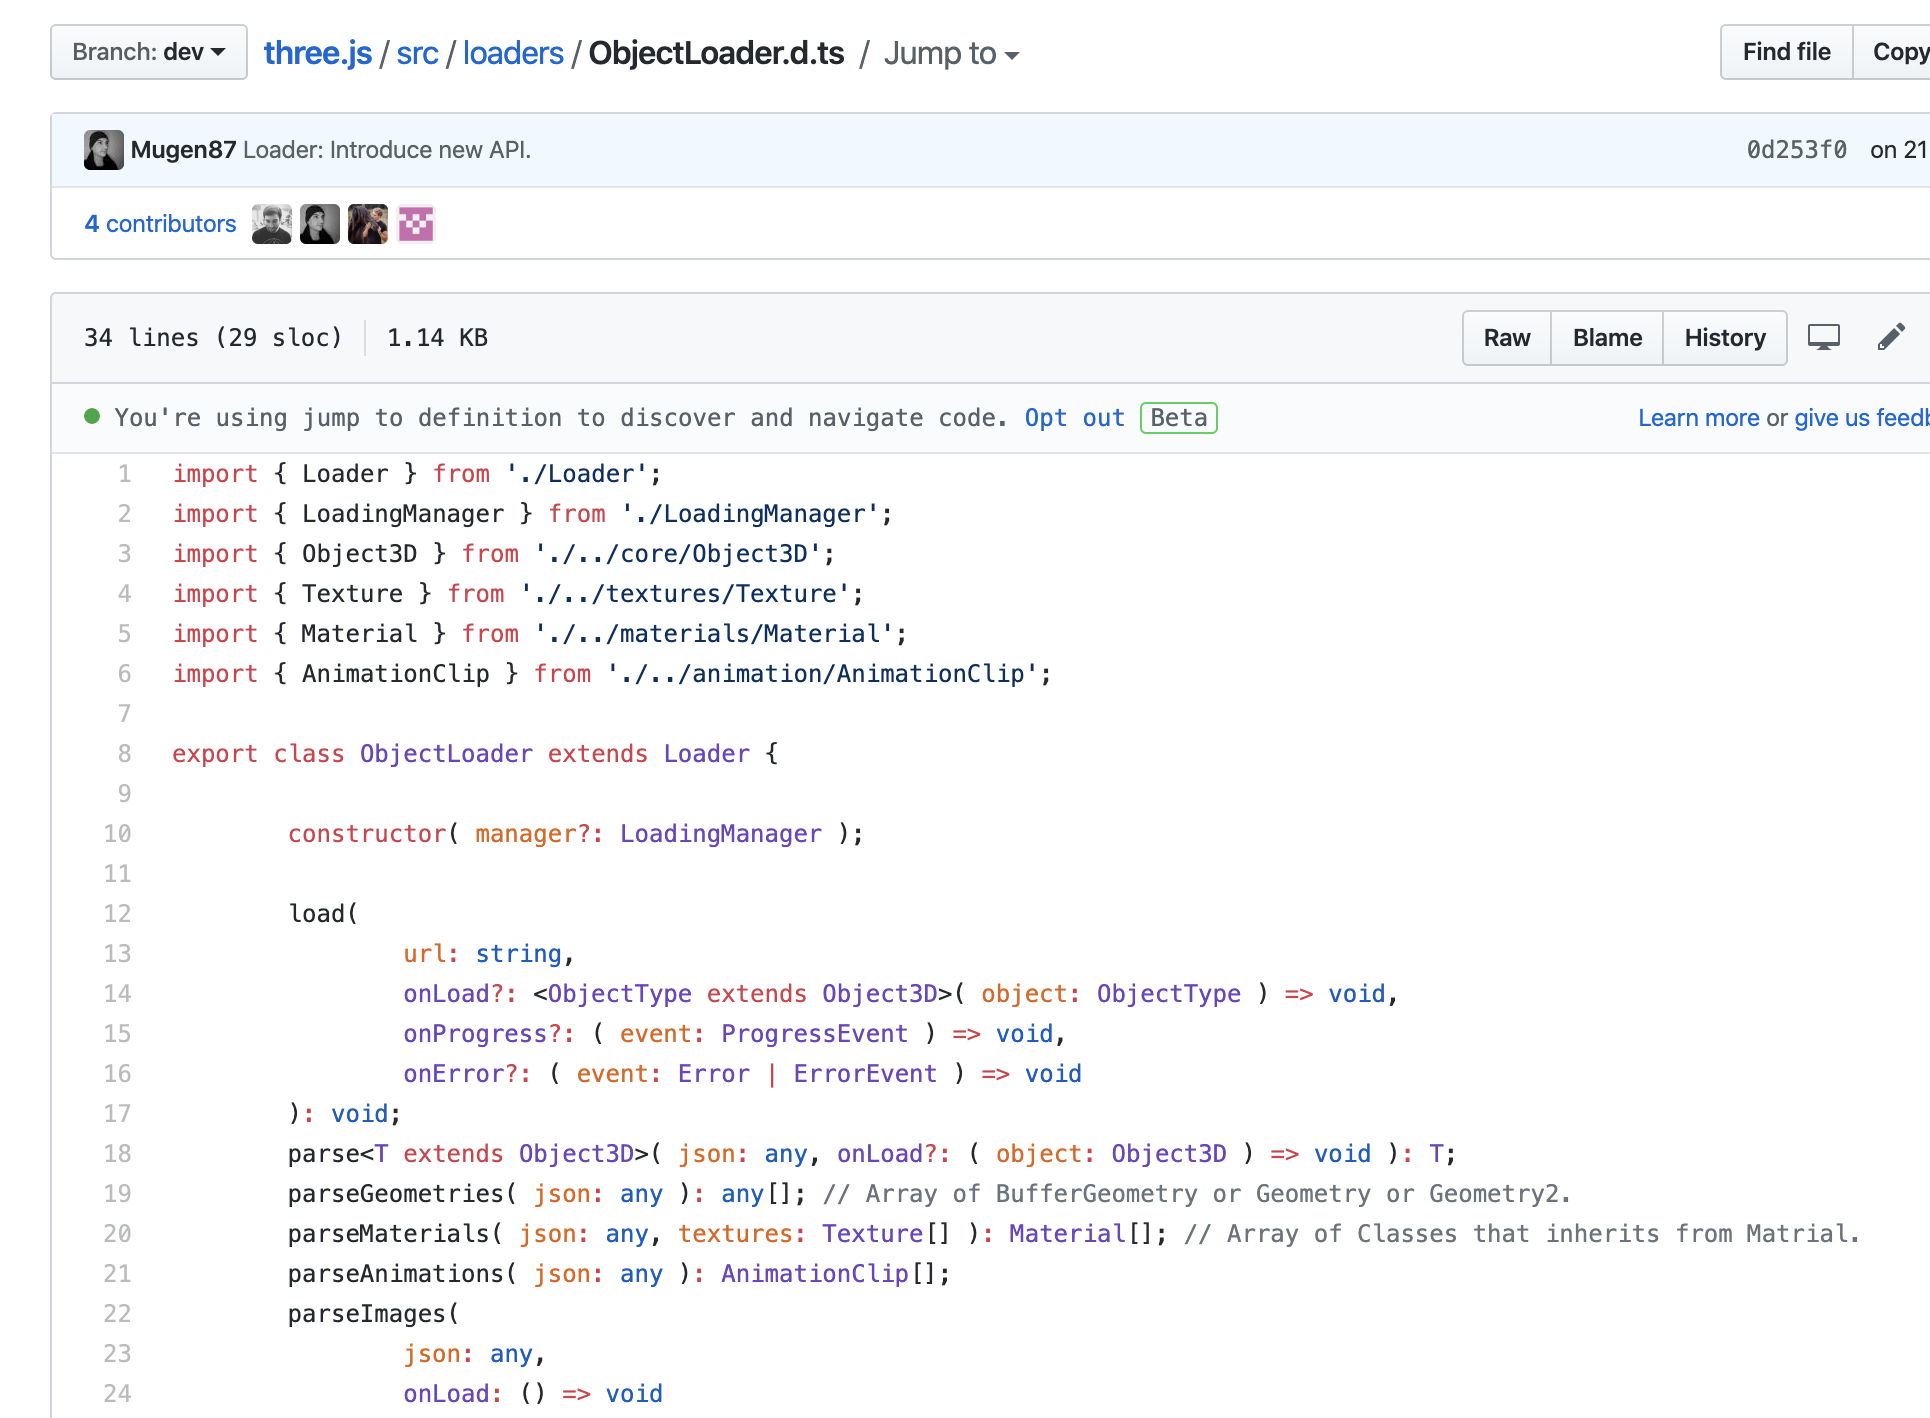 Branch: dev three.js / src / loaders / ObjectLoader.d.ts / Jump to Find file Copy
Mugen87 Loader: Introduce new API. 0d253f0 on 21
4 contributors
34 lines (29 sloc) 1.14 KB Raw Blame History
You're using jump to definition to discover and navigate code. Opt out Beta Learn more or give us
1 import { Loader } from './Loader';
2 import { LoadingManager } from './LoadingManager';
3 import { Object3D } from './../core/Object3D';
4 import { Texture } from './../textures/Texture';
5 import { Material } from './../materials/Material';
6 import { AnimationClip } from './../animation/AnimationClip';
7
8 export class ObjectLoader extends Loader {
9
10 constructor( manager?: LoadingManager );
11
12 load(
13 url: string,
14 onLoad?: <ObjectType extends Object3D>( object: ObjectType ) => void,
15 onProgress?: ( event: ProgressEvent ) => void,
16 onError?: ( event: Error | ErrorEvent ) => void
17 ): void;
18 parse<T extends Object3D>( json: any, onLoad?: ( object: Object3D ) => void ): T;
19 parseGeometries( json: any ): any[]; // Array of BufferGeometry or Geometry or Geometry2.
20 parseMaterials( json: any, textures: Texture[] ): Material[]; // Array of Classes that inherits from Matrial.
21 parseAnimations( json: any ): AnimationClip[];
22 parseImages(
23 json: any,
24 onLoad: () => void